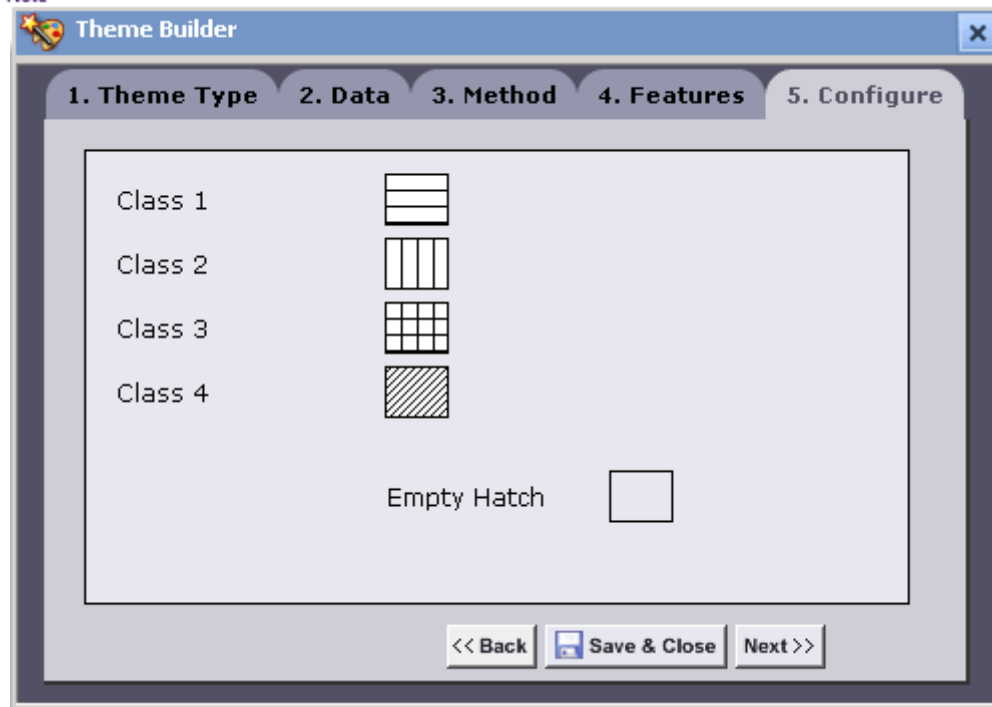 Theme Builder
1. Theme Type 2. Data 3. Method 4. Features 5. Configure
Class 1
Class 2
Class 3
Class 4
Empty Hatch
<< Back Save & Close Next >>